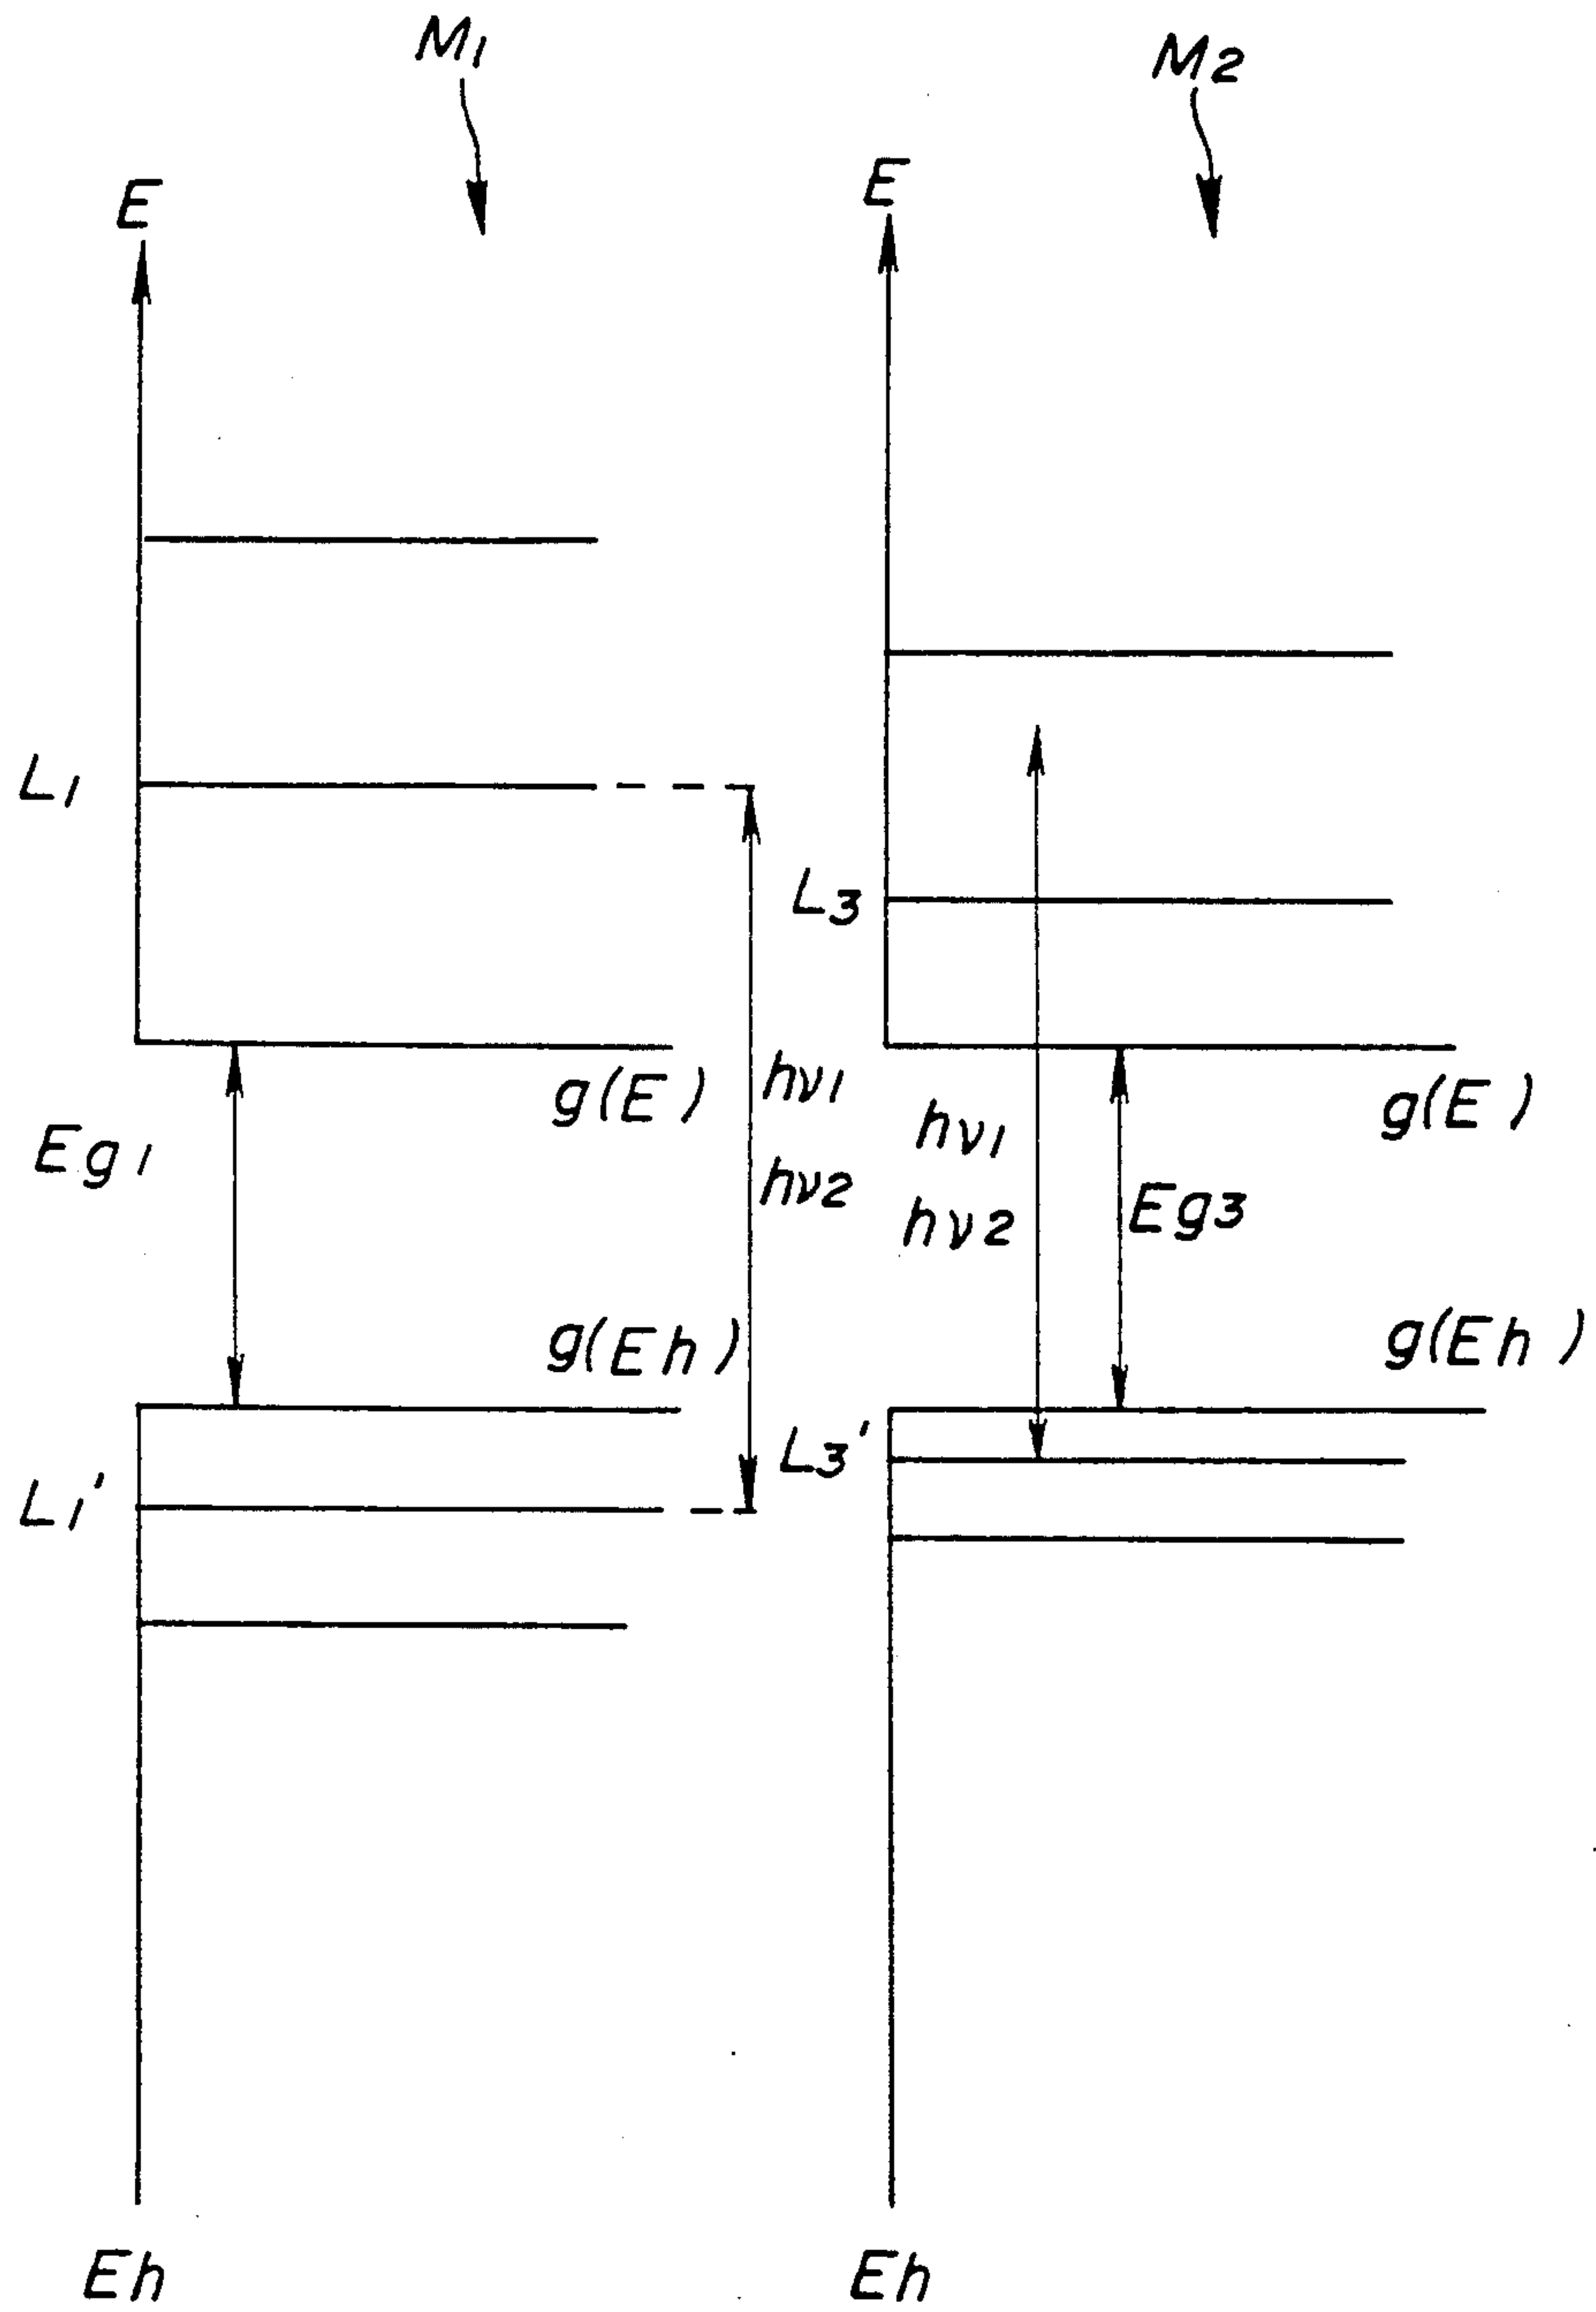 M1
M2
E
E
L1
L3
g(E)
hν1
hν2
Eg1
hν1
hν2
g(E)
Eg3
g(Eh)
g(Eh)
L3'
L1'
Eh
Eh